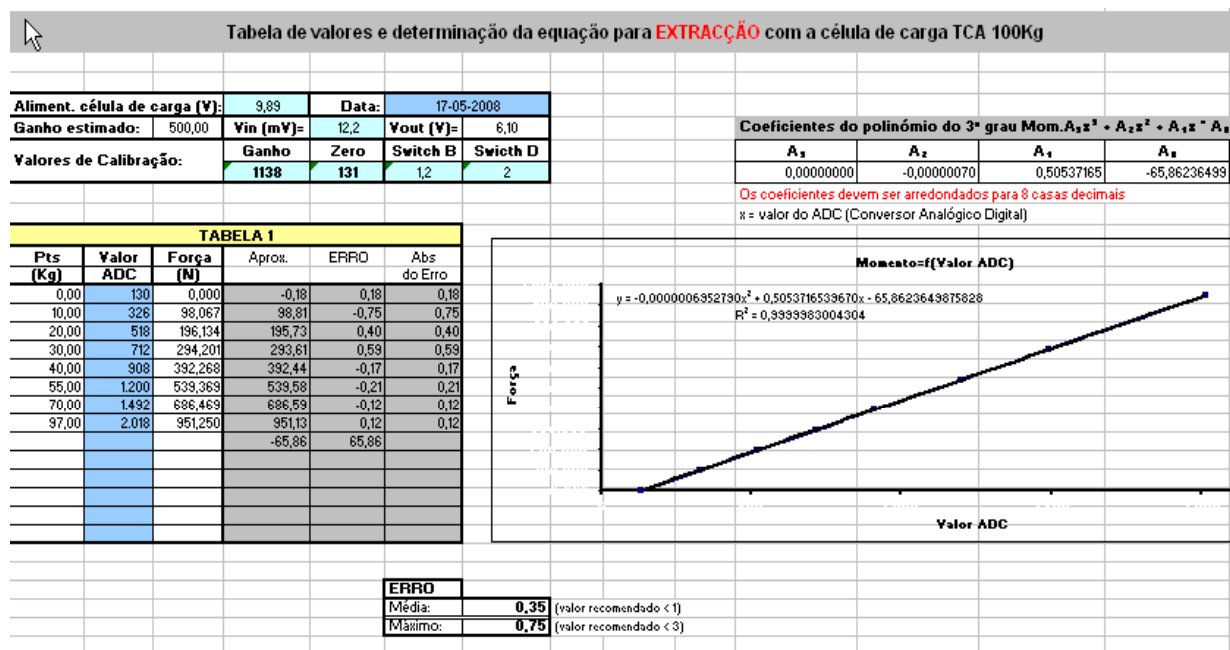 Tabela de valores e determinação da equação para EXTRACÇÃO com a célula de carga TCA 100Kg
Aliment. célula de carga (V): 9,89 Data: 17-05-2008
Ganho estimado: 500,00 Vin (mV)= 12,2 Vout (V)= 6,10
Valores de Calibração: Ganho Zero Switch B Swicth D
1138 131 1,2 2
Coeficientes do polinómio do 3º grau Mom.A₃x³ + A₂x² + A₁x
A₃ A₂ A₁
0,00000000 -0,00000070 0,50537165 -65,86236499
Os coeficientes devem ser arredondados para 8 casas decimais
x = valor do ADC (Conversor Analógico Digital)
TABELA 1
Pts Valor Força Aprox. ERRO Abs
(Kg) ADC (N) do Erro
0,00 130 0,000 -0,18 0,18 0,18
10,00 326 98,067 98,81 -0,75 0,75
20,00 518 196,134 195,73 0,40 0,40
30,00 712 294,201 293,61 0,59 0,59
40,00 908 392,268 392,44 -0,17 0,17
55,00 1.200 539,369 539,58 -0,21 0,21
70,00 1.492 686,469 686,59 -0,12 0,12
97,00 2.018 951,250 951,13 0,12 0,12
-65,86 65,86
Momento=f(Valor ADC)
y = -0,0000006952790x² + 0,5053716539670x - 65,8623649875828
R² = 0,9999983004304
Força
Valor ADC
ERRO
Média: 0,35 (valor recomendado < 1)
Máximo: 0,75 (valor recomendado < 3)